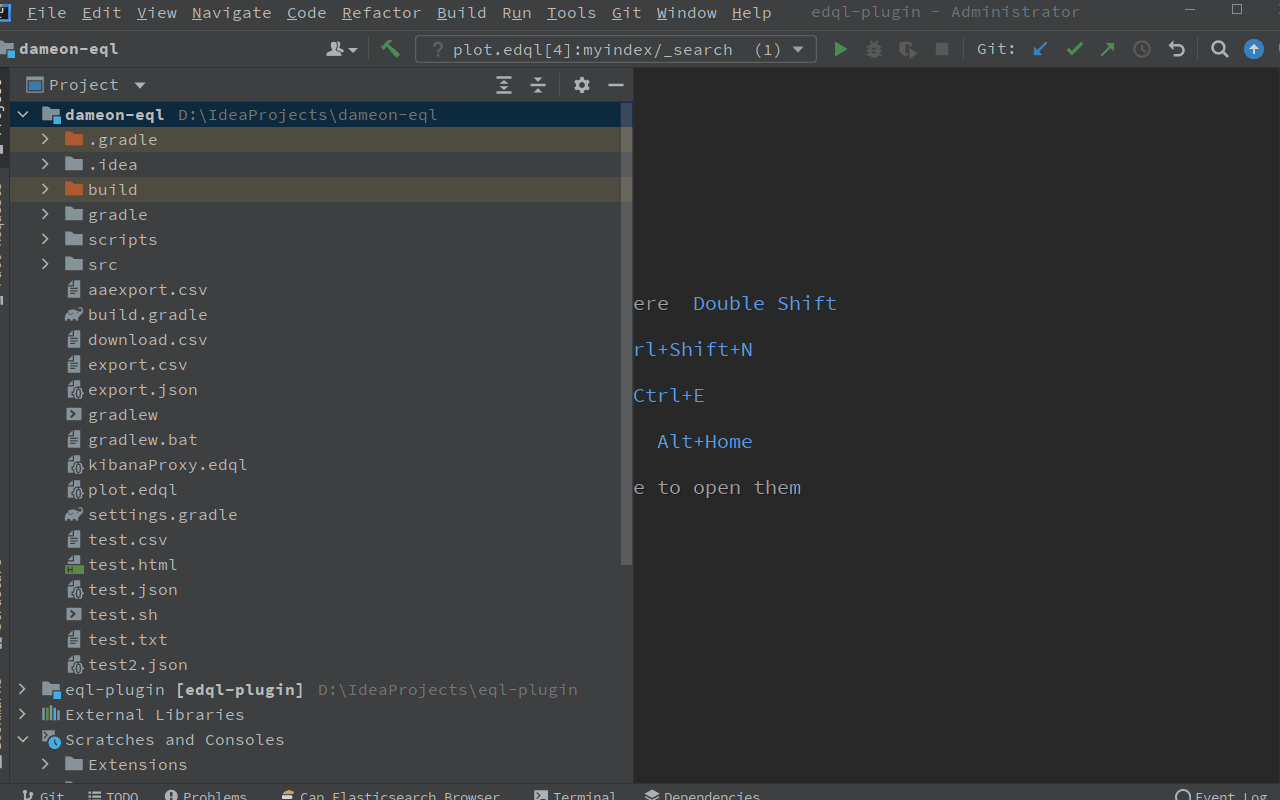 File Edit View Navigate Code Refactor Build Run Tools Git Window Help edql-plugin - Administrator
dameon-eql ? plot.edql[4]:myindex/_search (1) Git:
Project
dameon-eql D:\IdeaProjects\dameon-eql
.gradle
.idea
build
gradle
scripts
src
aaexport.csv
build.gradle
download.csv
export.csv
export.json
gradlew
gradlew.bat
kibanaProxy.edql
plot.edql
settings.gradle
test.csv
test.html
test.json
test.sh
test.txt
test2.json
eql-plugin [edql-plugin] D:\IdeaProjects\eql-plugin
External Libraries
Scratches and Consoles
Extensions
ere Double Shift
rl+Shift+N
Ctrl+E
Alt+Home
e to open them
Git TODO Problems Cap Elasticsearch Browser Terminal Dependencies Event Log